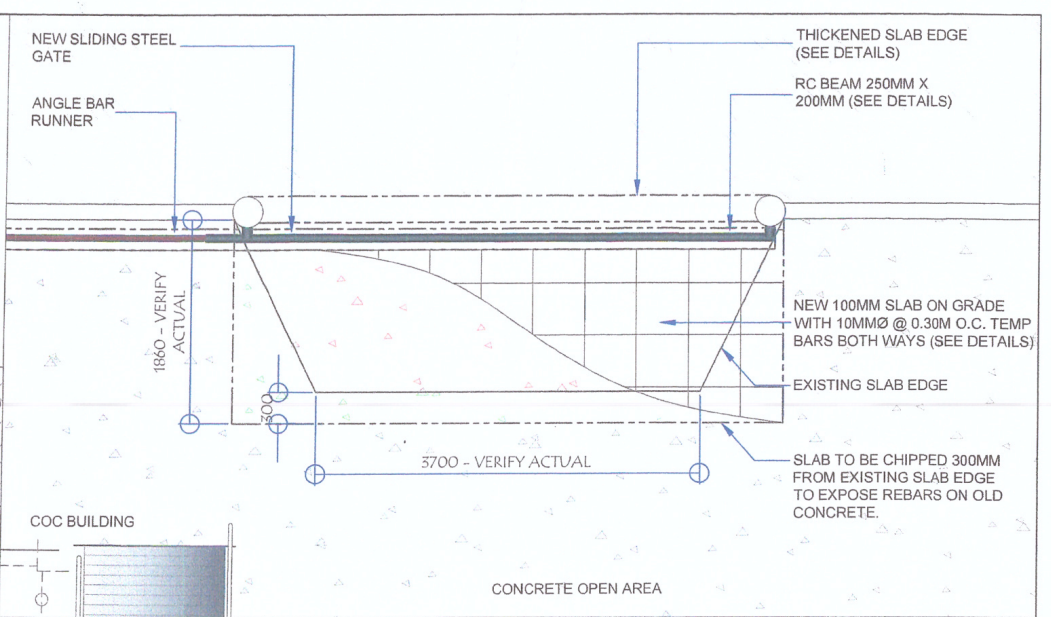 NEW SLIDING STEEL
GATE
ANGLE BAR
RUNNER
THICKENED SLAB EDGE
(SEE DETAILS)
RC BEAM 250MM X
200MM (SEE DETAILS)
1860 - VERIFY
ACTUAL
300
3700 - VERIFY ACTUAL
NEW 100MM SLAB ON GRADE
WITH 10MMØ @ 0.30M O.C. TEMP
BARS BOTH WAYS (SEE DETAILS)
EXISTING SLAB EDGE
SLAB TO BE CHIPPED 300MM
FROM EXISTING SLAB EDGE
TO EXPOSE REBARS ON OLD
CONCRETE.
COC BUILDING
CONCRETE OPEN AREA